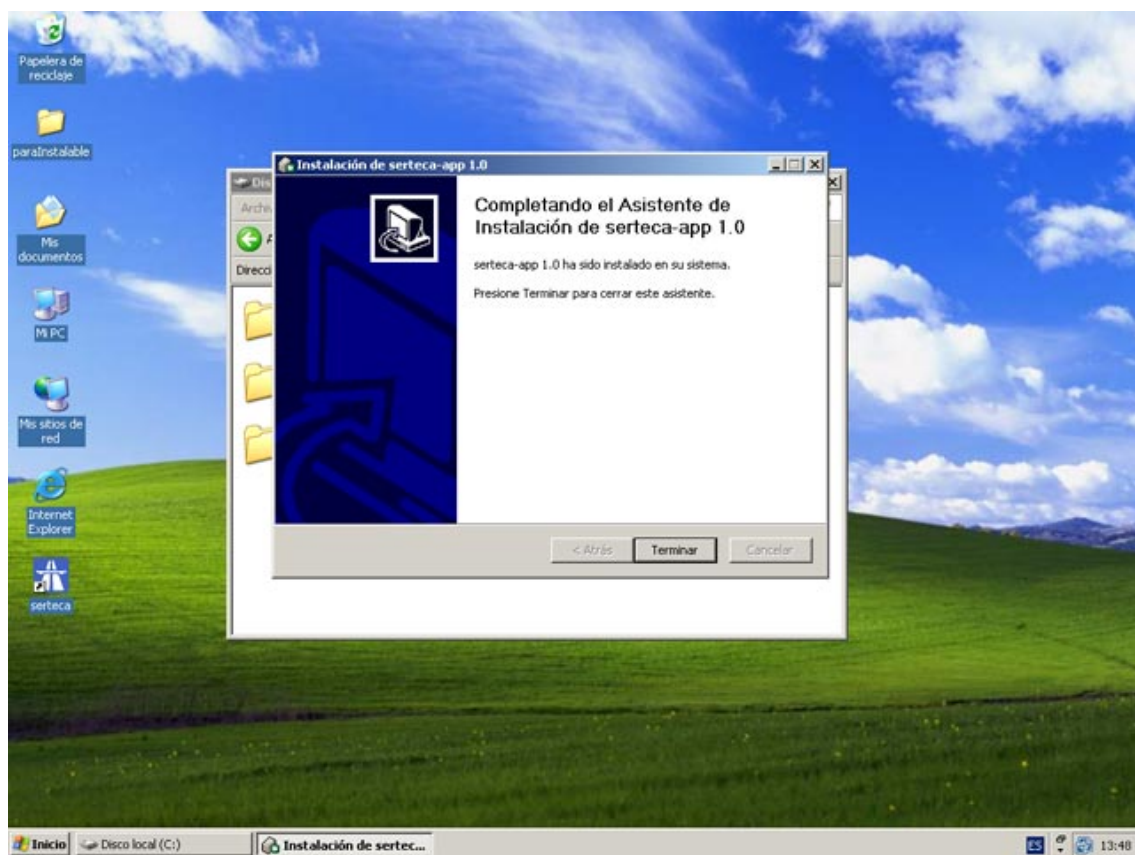 Papelera de
reciclaje
paraInstalable
Mis
documentos
Mi PC
Mis sitios de
red
Internet
Explorer
serteca
Instalación de serteca-app 1.0
Completando el Asistente de
Instalación de serteca-app 1.0
serteca-app 1.0 ha sido instalado en su sistema.
Presione Terminar para cerrar este asistente.
< Atrás
Terminar
Cancelar
Inicio
Disco local (C:)
Instalación de sertec...
ES
13:48